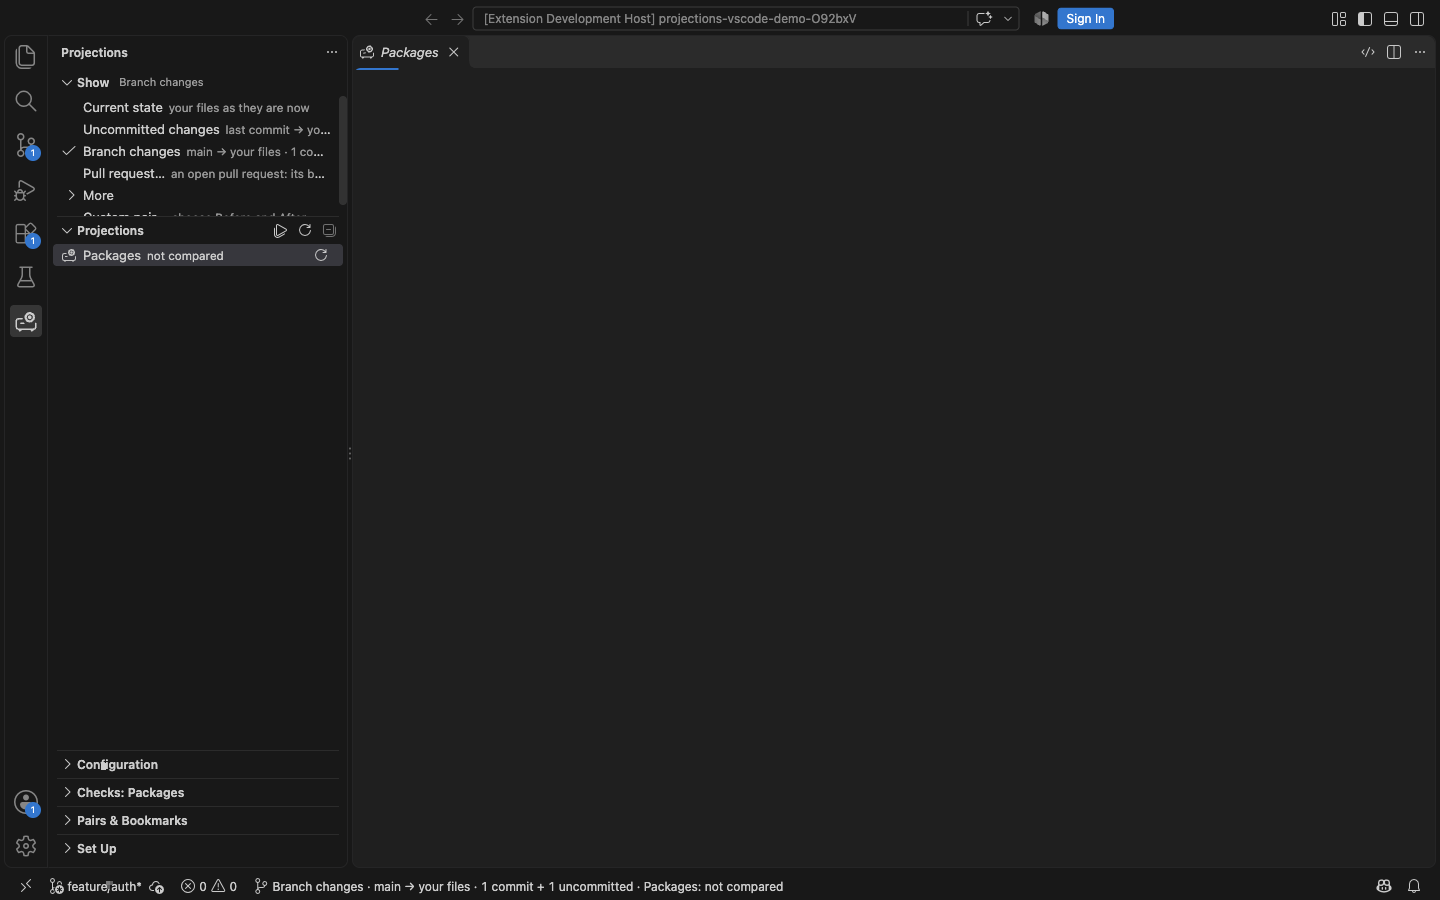 [Extension Development Host] projections-vscode-demo-O92bxV
Sign In
Projections
Packages
Show Branch changes
Current state your files as they are now
Uncommitted changes last commit → yo...
Branch changes main → your files · 1 co...
Pull request... an open pull request: its b...
More
Projections
Packages not compared
Configuration
Checks: Packages
Pairs & Bookmarks
Set Up
1
1
1
feature/auth*
0 0
Branch changes · main → your files · 1 commit + 1 uncommitted · Packages: not compared